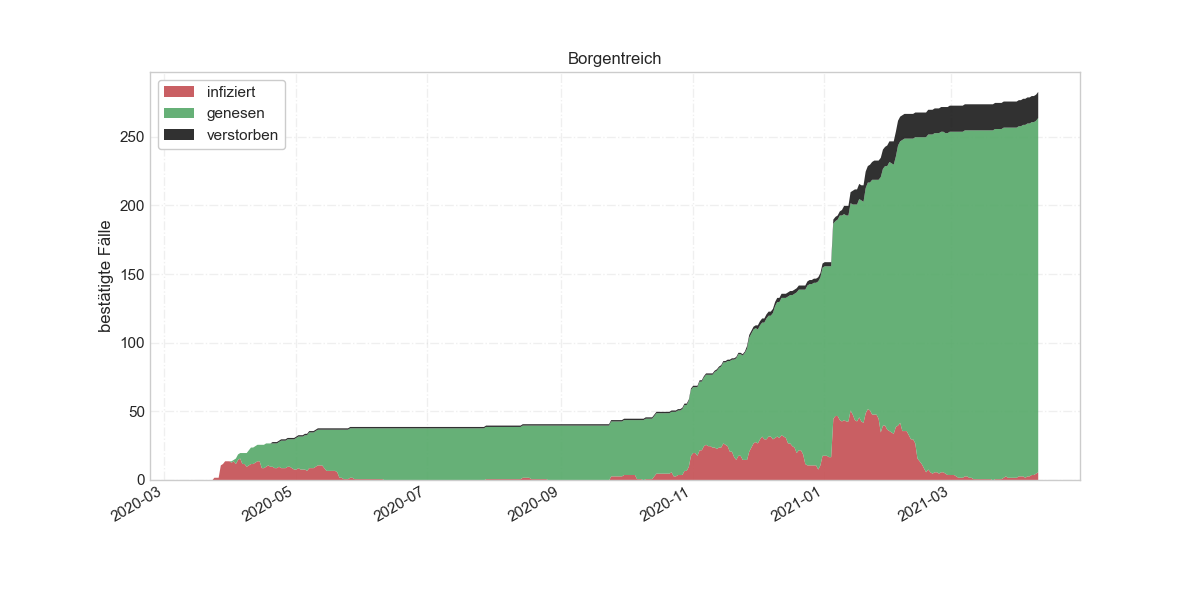 Borgentreich
infiziert
genesen
verstorben
bestätigte Fälle
250
200
150
100
50
0
2020-03
2020-05
2020-07
2020-09
2020-11
2021-01
2021-03